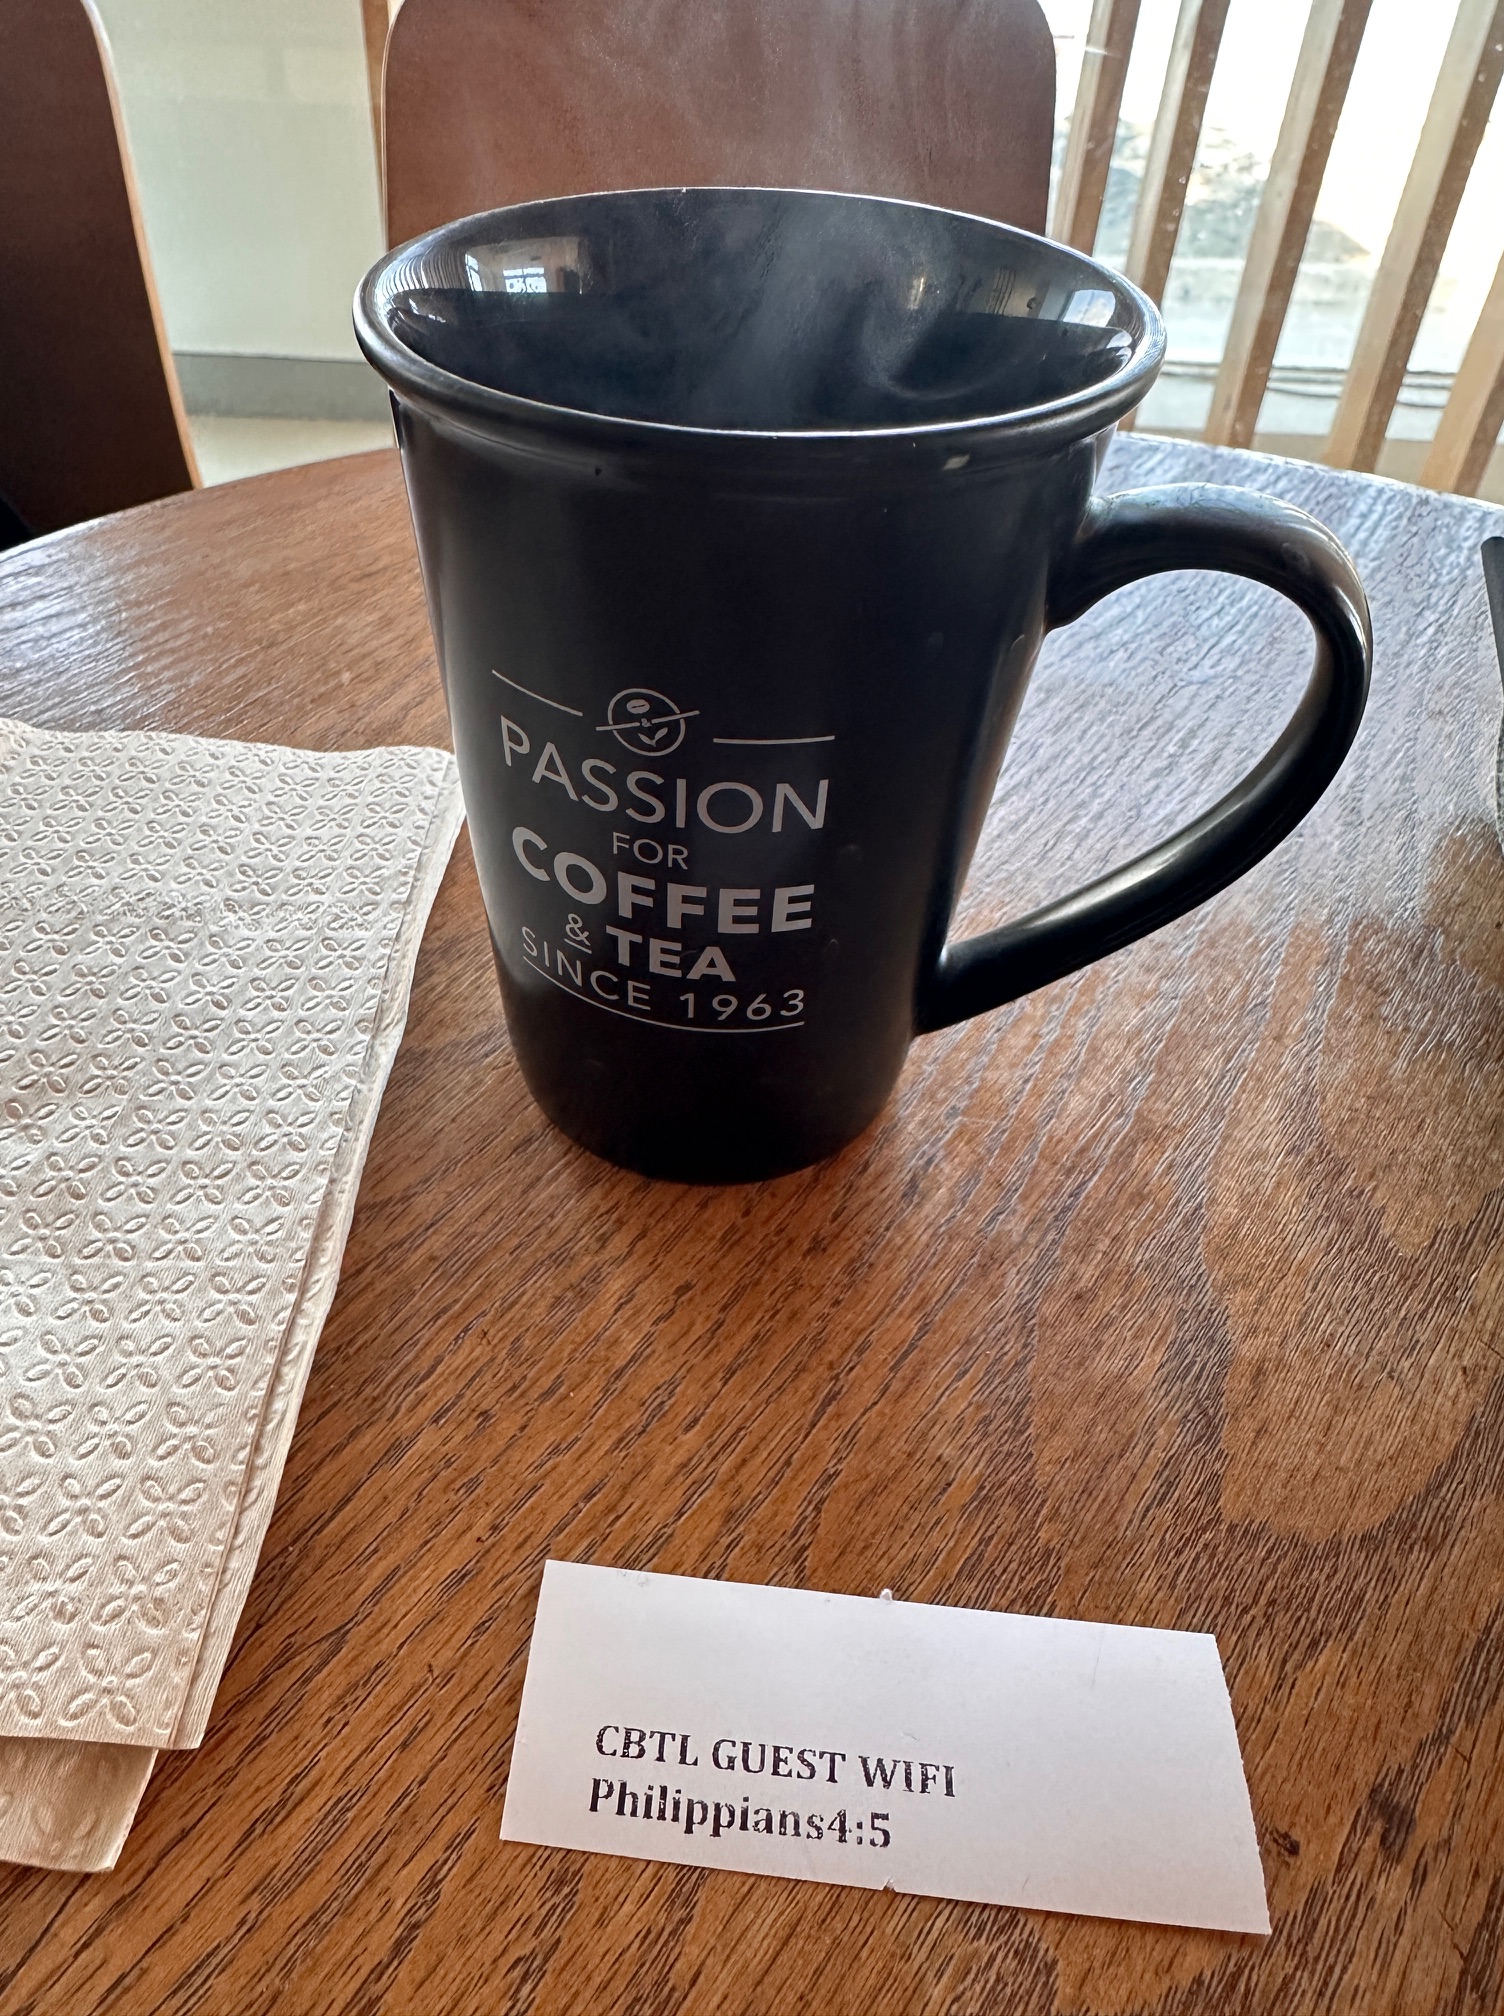 PASSION
FOR
COFFEE
& TEA
SINCE 1963
CBTL GUEST WIFI
Philippians4:5